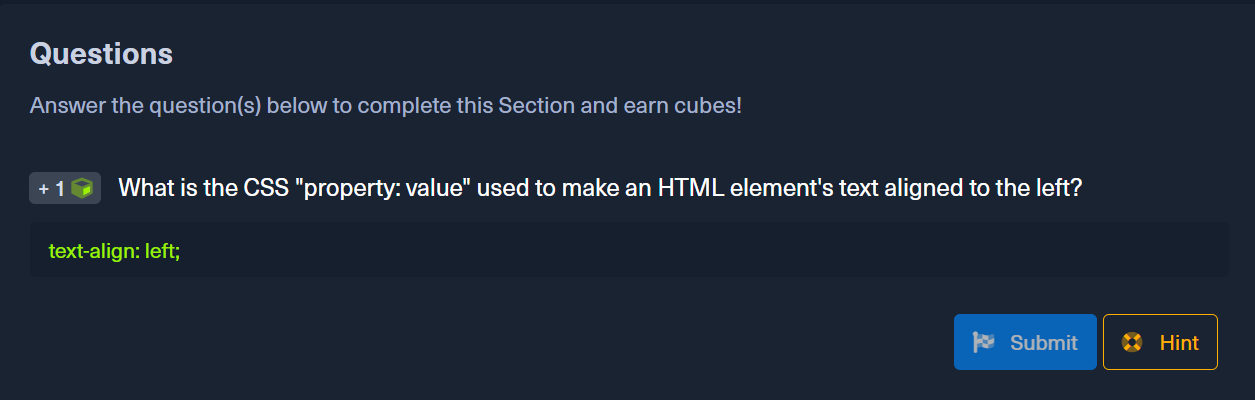 Questions
Answer the question(s) below to complete this Section and earn cubes!
+ 1 What is the CSS "property: value" used to make an HTML element's text aligned to the left?
text-align: left;
Submit Hint